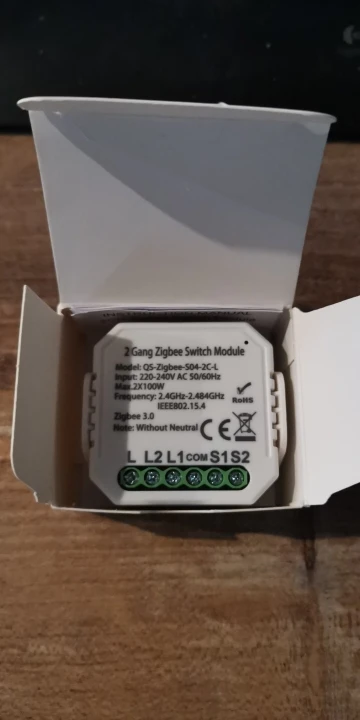 2 Gang Zigbee Switch Module
Model: QS-Zigbee-S04-2C-L
Input: 220-240V AC 50/60Hz
Max.2X100W
Frequency: 2.4GHz-2.484GHz
IEEE802.15.4
Zigbee 3.0
Note: Without Neutral
RoHS
CE
L L2 L1 COM S1 S2